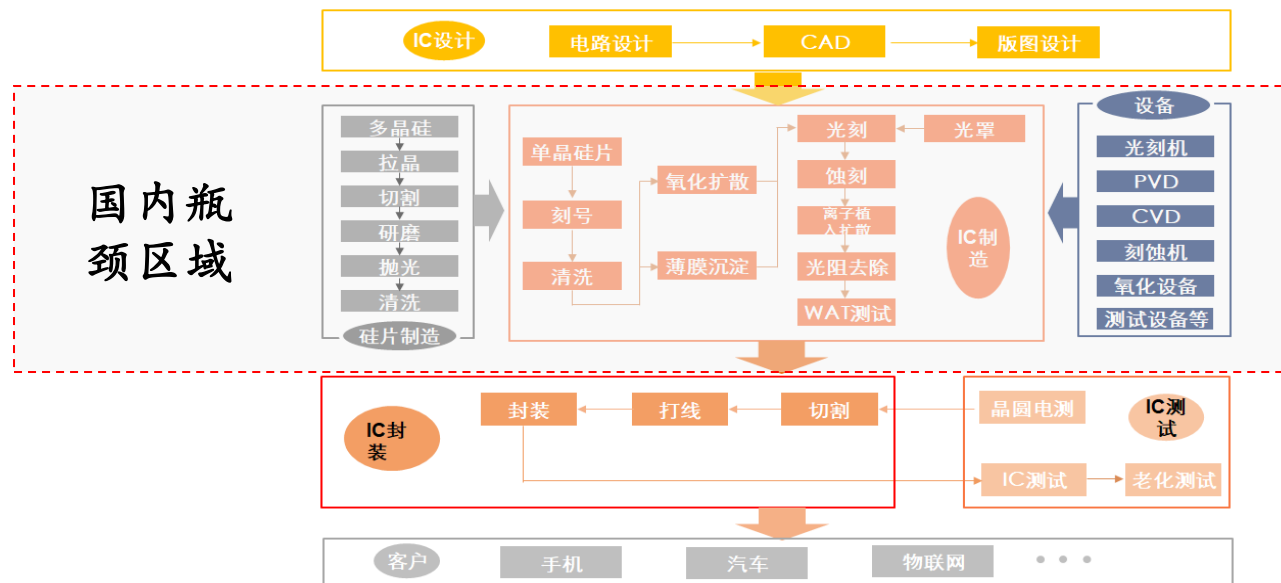 IC设计
电路设计
CAD
版图设计
国内瓶
颈区域
多晶硅
拉晶
切割
研磨
抛光
清洗
硅片制造
单晶硅片
刻号
清洗
氧化扩散
薄膜沉淀
光刻
光罩
蚀刻
离子植
入扩散
光阻去除
WAT测试
IC制
造
设备
光刻机
PVD
CVD
刻蚀机
氧化设备
测试设备等
IC封
装
封装
打线
切割
晶圆电测
IC测
试
IC测试
老化测试
客户
手机
汽车
物联网
• • •